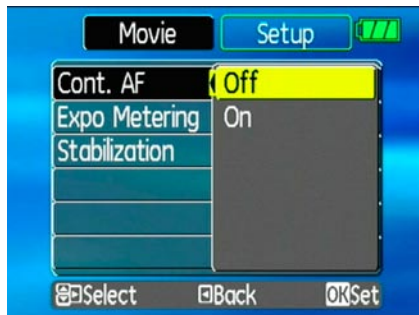 Movie Setup
Cont. AF Off
Expo Metering On
Stabilization
Select Back OK Set